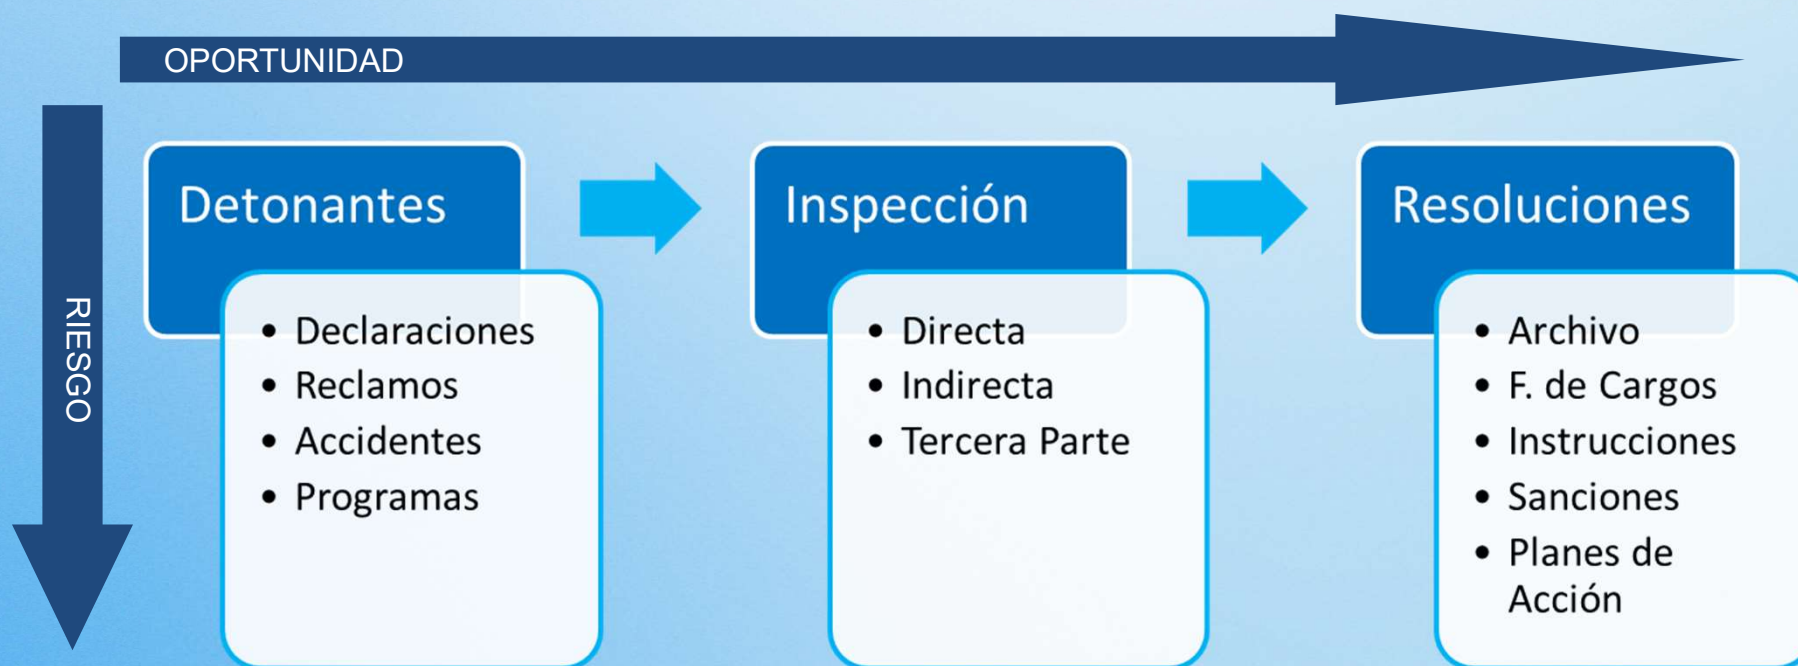 OPORTUNIDAD
RIESGO
Detonantes
• Declaraciones
• Reclamos
• Accidentes
• Programas
Inspección
• Directa
• Indirecta
• Tercera Parte
Resoluciones
• Archivo
• F. de Cargos
• Instrucciones
• Sanciones
• Planes de
Acción